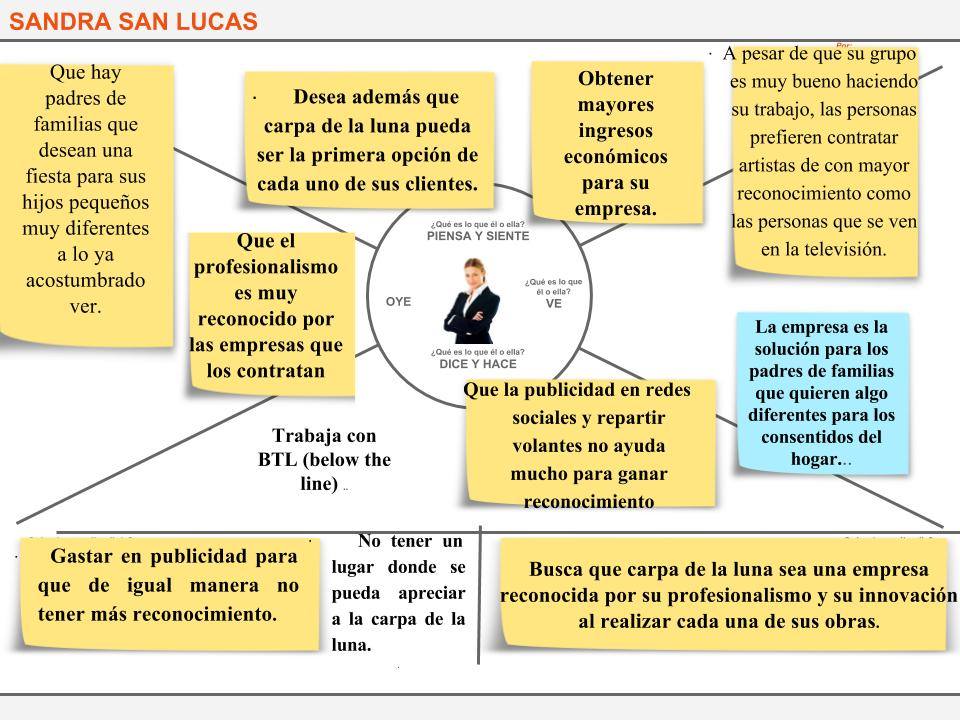 SANDRA SAN LUCAS
Por:
Que hay
padres de
familias que
desean una
fiesta para sus
hijos pequeños
muy diferentes
a lo ya
acostumbrado
ver.
· Desea además que
carpa de la luna pueda
ser la primera opción de
cada uno de sus clientes.
Obtener
mayores
ingresos
económicos
para su
empresa.
· A pesar de que su grupo
es muy bueno haciendo
su trabajo, las personas
prefieren contratar
artistas de con mayor
reconocimiento como
las personas que se ven
en la televisión.
Que el
profesionalismo
es muy
reconocido por
las empresas que
los contratan
¿Qué es lo que él o ella?
PIENSA Y SIENTE
OYE
¿Qué es lo que
él o ella?
VE
¿Qué es lo que él o ella?
DICE Y HACE
La empresa es la
solución para los
padres de familias
que quieren algo
diferentes para los
consentidos del
hogar...
Que la publicidad en redes
sociales y repartir
volantes no ayuda
mucho para ganar
reconocimiento
Trabaja con
BTL (below the
line) ..
· Gastar en publicidad para
que de igual manera no
tener más reconocimiento.
· No tener un
lugar donde se
pueda apreciar
a la carpa de la
luna.
.
Busca que carpa de la luna sea una empresa
reconocida por su profesionalismo y su innovación
al realizar cada una de sus obras.